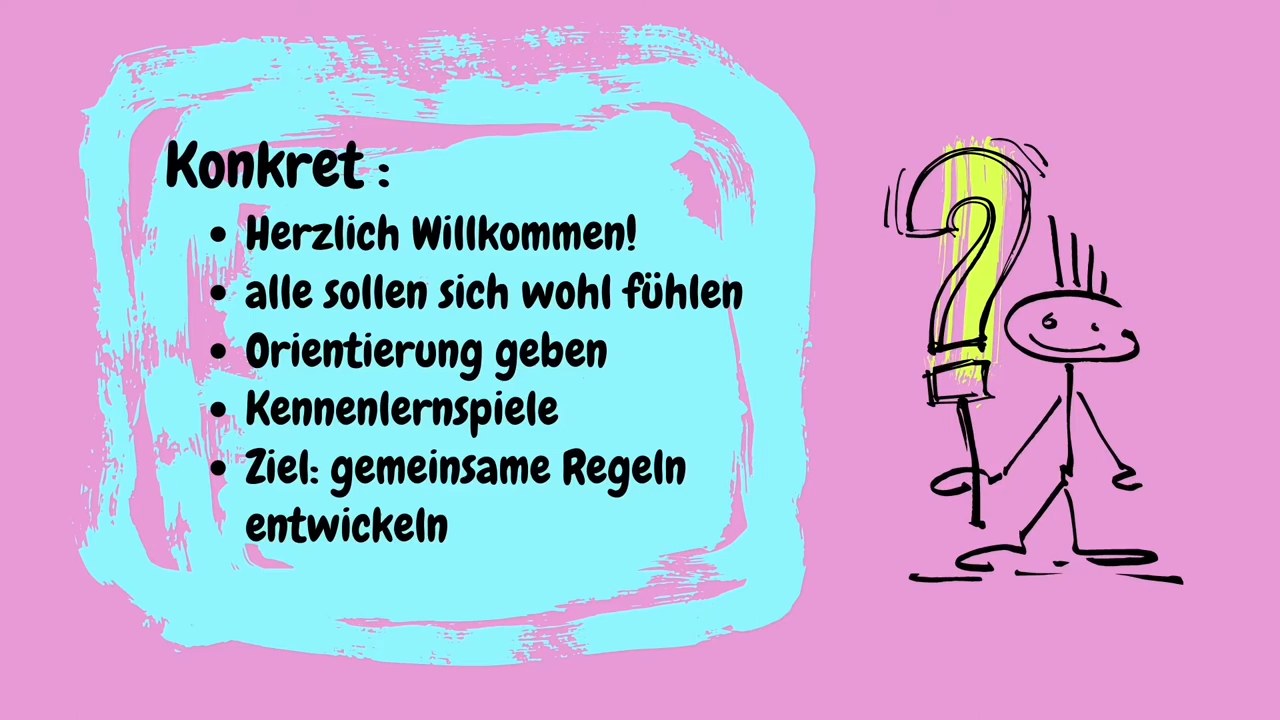 Konkret :
• Herzlich Willkommen!
• alle sollen sich wohl fühlen
• Orientierung geben
• Kennenlernspiele
• Ziel: gemeinsame Regeln
entwickeln